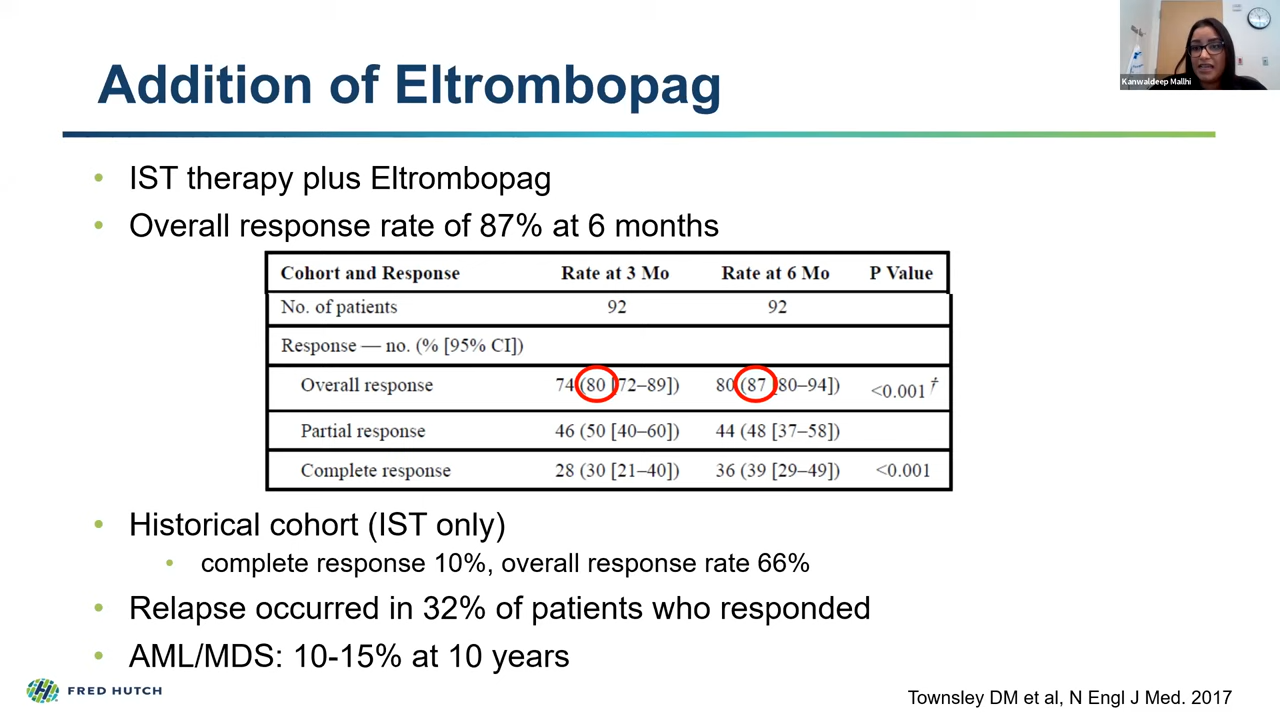 Addition of Eltrombopag
Kanwaldeep Mallhi
• IST therapy plus Eltrombopag
• Overall response rate of 87% at 6 months
Cohort and Response Rate at 3 Mo Rate at 6 Mo P Value
No. of patients 92 92
Response — no. (% [95% CI])
Overall response 74 (80 [72–89]) 80 (87 [80–94]) <0.001 †
Partial response 46 (50 [40–60]) 44 (48 [37–58])
Complete response 28 (30 [21–40]) 36 (39 [29–49]) <0.001
• Historical cohort (IST only)
• complete response 10%, overall response rate 66%
• Relapse occurred in 32% of patients who responded
• AML/MDS: 10-15% at 10 years
FRED HUTCH
Townsley DM et al, N Engl J Med. 2017